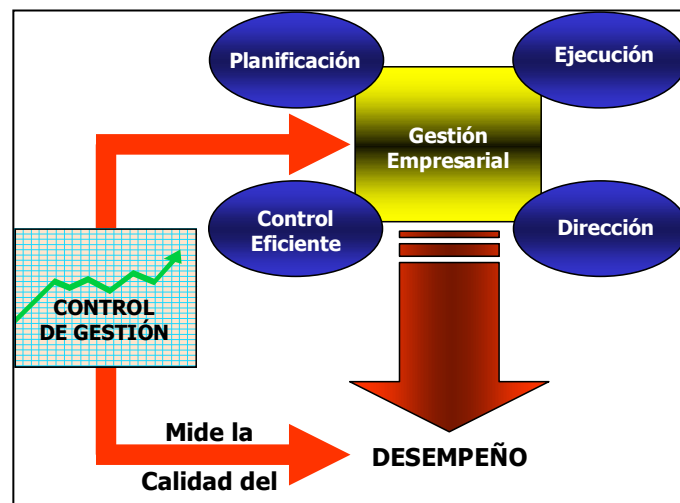 Planificación
Ejecución
Gestión
Empresarial
Control
Eficiente
Dirección
CONTROL
DE GESTIÓN
Mide la
Calidad del
DESEMPEÑO